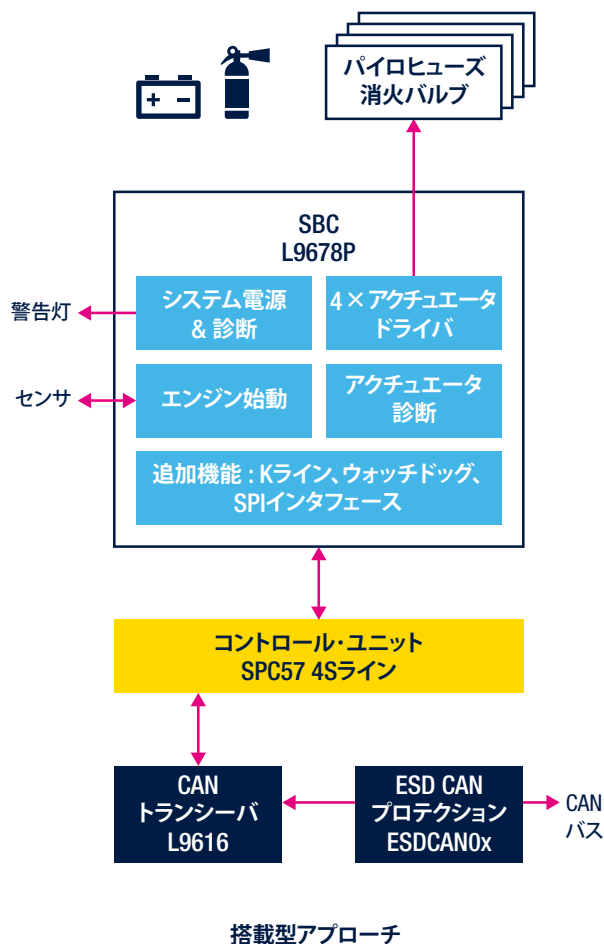 パイロヒューズ
消火バルブ
SBC
L9678P
システム電源
& 診断
4×アクチュエータ
ドライバ
警告灯
センサ
エンジン始動
アクチュエータ
診断
追加機能 : Kライン、ウォッチドッグ、
SPIインタフェース
コントロール・ユニット
SPC57 4Sライン
CAN
トランシーバ
L9616
ESD CAN
プロテクション
ESDCAN0x
CAN
バス
搭載型アプローチ